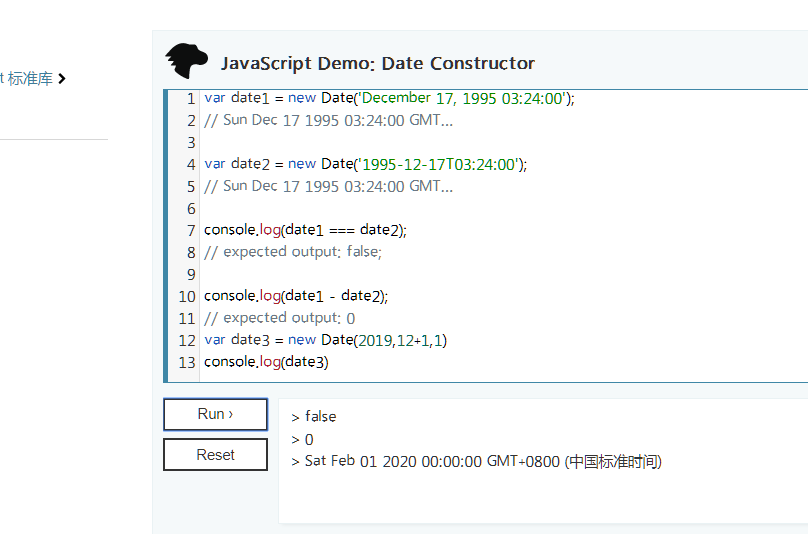 t 标准库
JavaScript Demo: Date Constructor
1 var date1 = new Date('December 17, 1995 03:24:00');
2 // Sun Dec 17 1995 03:24:00 GMT...
3
4 var date2 = new Date('1995-12-17T03:24:00');
5 // Sun Dec 17 1995 03:24:00 GMT...
6
7 console.log(date1 === date2);
8 // expected output: false;
9
10 console.log(date1 - date2);
11 // expected output: 0
12 var date3 = new Date(2019,12+1,1)
13 console.log(date3)
Run ›
Reset
> false
> 0
> Sat Feb 01 2020 00:00:00 GMT+0800 (中国标准时间)